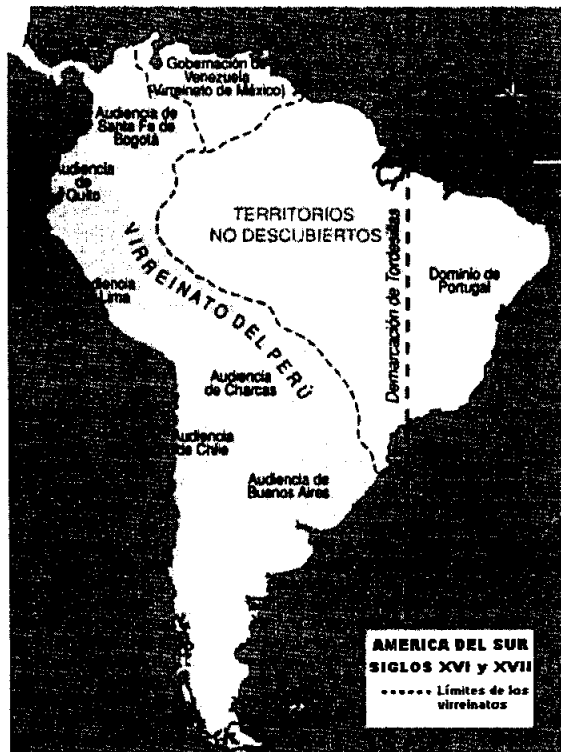 Gobernación de
Venezuela
(Virreinato de México)
Audiencia de
Santa Fe de
Bogotá
Audiencia
de
Quito
TERRITORIOS
NO DESCUBIERTOS
VIRREINATO DEL PERÚ
Demarcación de Tordesillas
Dominio de
Portugal
diencia
Lima
Audiencia
de Charcas
Audiencia
de Chile
Audiencia de
Buenos Aires
AMERICA DEL SUR
SIGLOS XVI y XVII
Límites de los
virreinatos